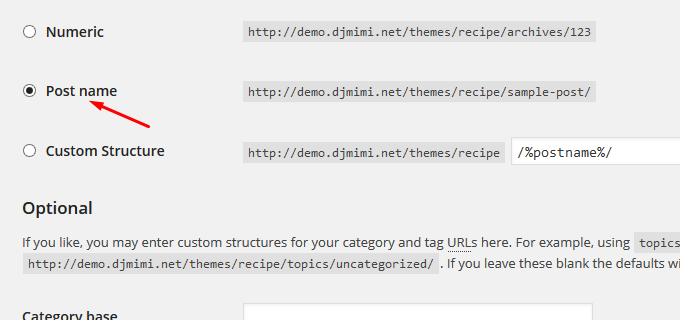 Numeric http://demo.djmimi.net/themes/recipe/archives/123
Post name http://demo.djmimi.net/themes/recipe/sample-post/
Custom Structure http://demo.djmimi.net/themes/recipe /%postname%/
Optional
If you like, you may enter custom structures for your category and tag URLs here. For example, using topics
http://demo.djmimi.net/themes/recipe/topics/uncategorized/ . If you leave these blank the defaults wi
Category base